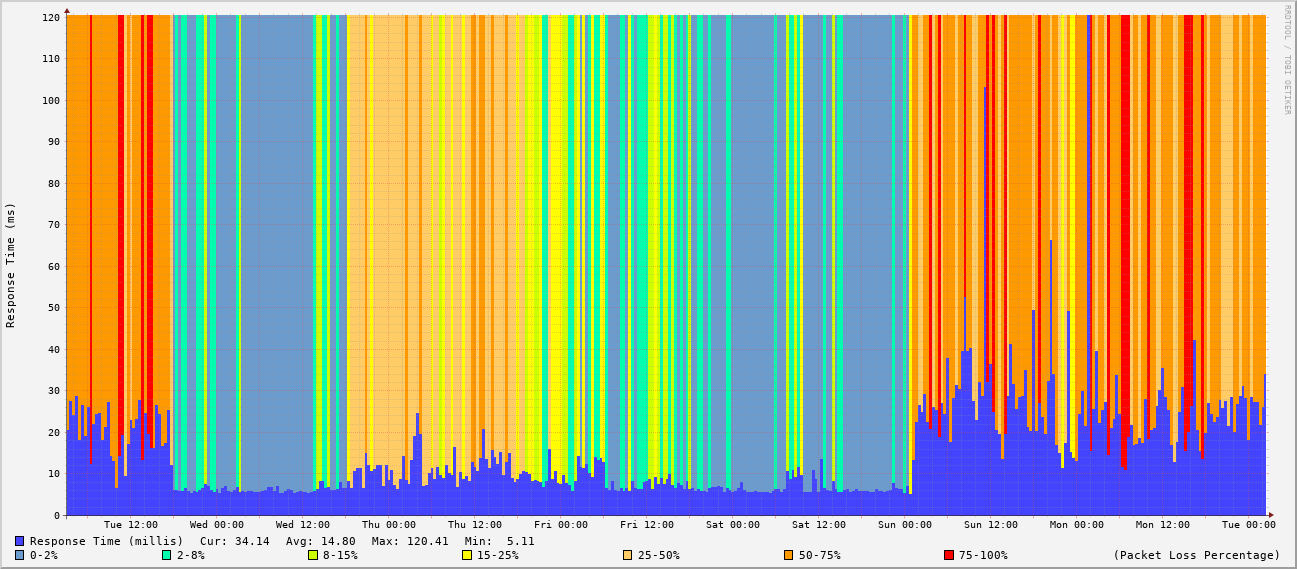 RRDTOOL / TOBI OETIKER
Response Time (ms)
120
110
100
90
80
70
60
50
40
30
20
10
0
Tue 12:00 Wed 00:00 Wed 12:00 Thu 00:00 Thu 12:00 Fri 00:00 Fri 12:00 Sat 00:00 Sat 12:00 Sun 00:00 Sun 12:00 Mon 00:00 Mon 12:00 Tue 00:00
Response Time (millis) Cur: 34.14 Avg: 14.80 Max: 120.41 Min: 5.11
0-2% 2-8% 8-15% 15-25% 25-50% 50-75% 75-100% (Packet Loss Percentage)